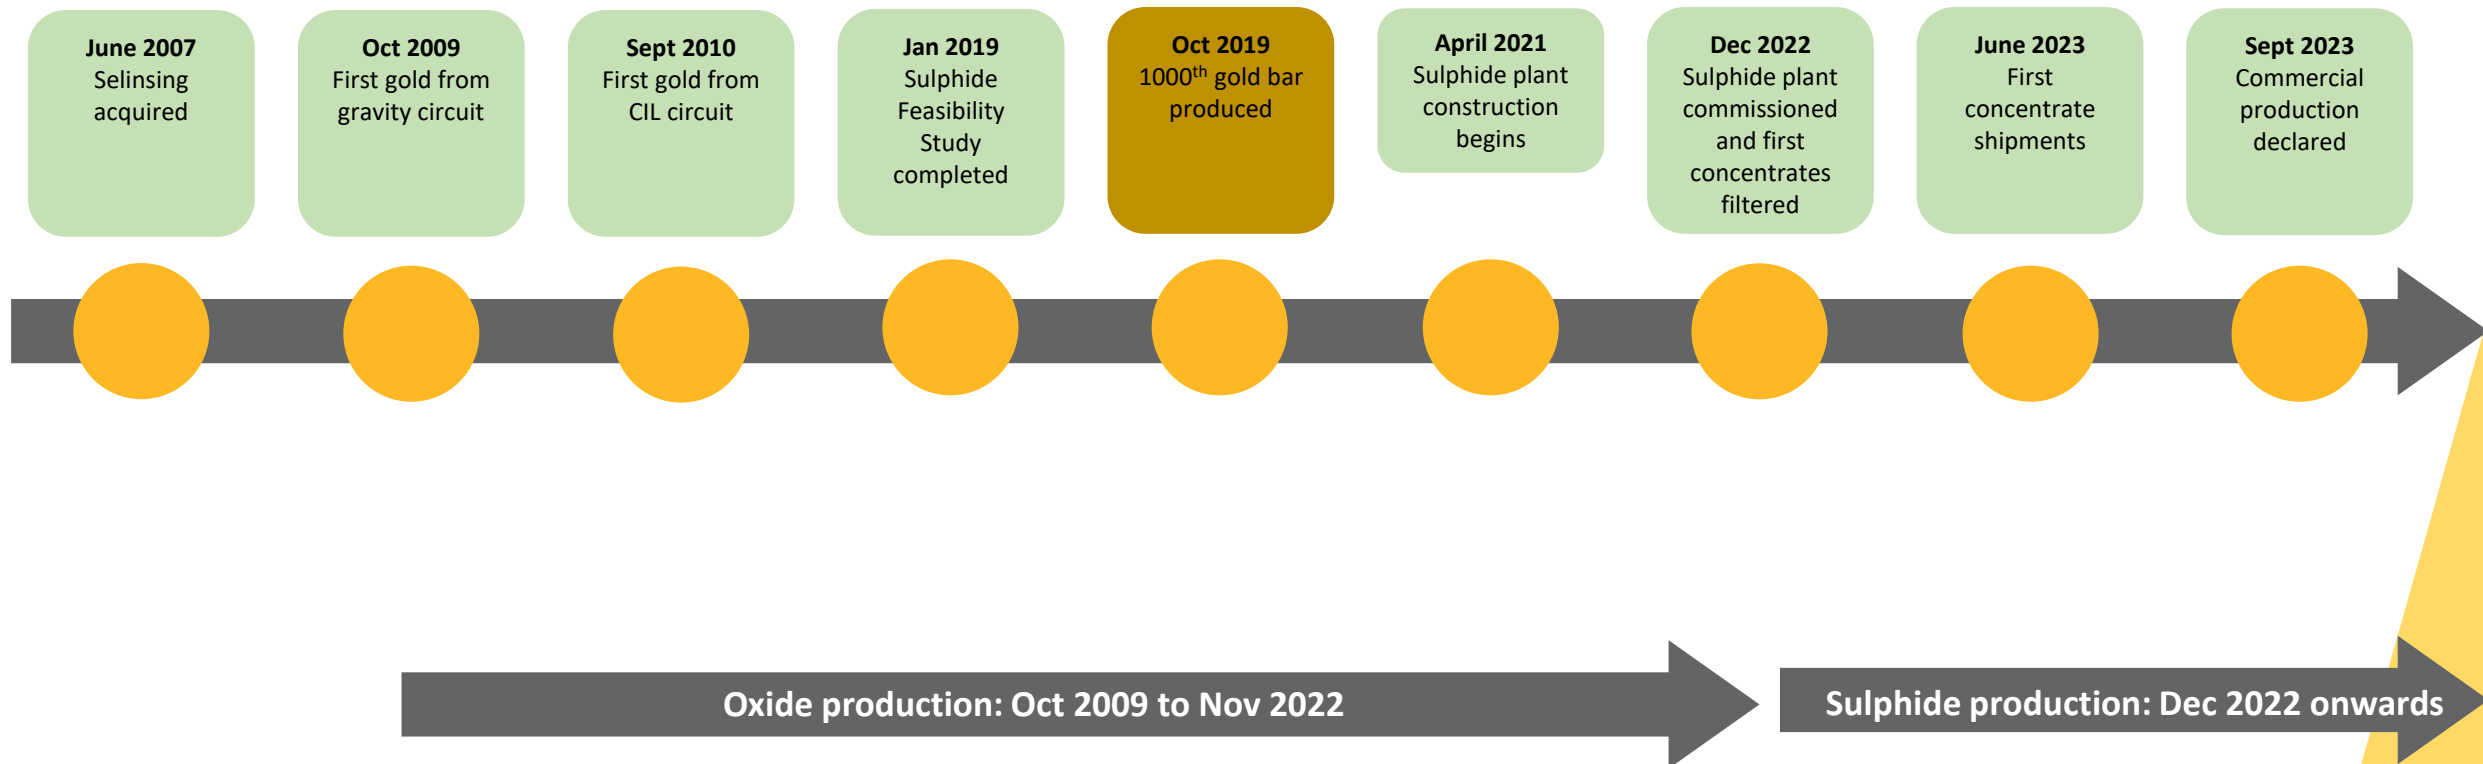 June 2007
Selinsing
acquired
Oct 2009
First gold from
gravity circuit
Sept 2010
First gold from
CIL circuit
Jan 2019
Sulphide
Feasibility
Study
completed
Oct 2019
1000th gold bar
produced
April 2021
Sulphide plant
construction
begins
Dec 2022
Sulphide plant
commissioned
and first
concentrates
filtered
June 2023
First
concentrate
shipments
Sept 2023
Commercial
production
declared
Oxide production: Oct 2009 to Nov 2022
Sulphide production: Dec 2022 onwards